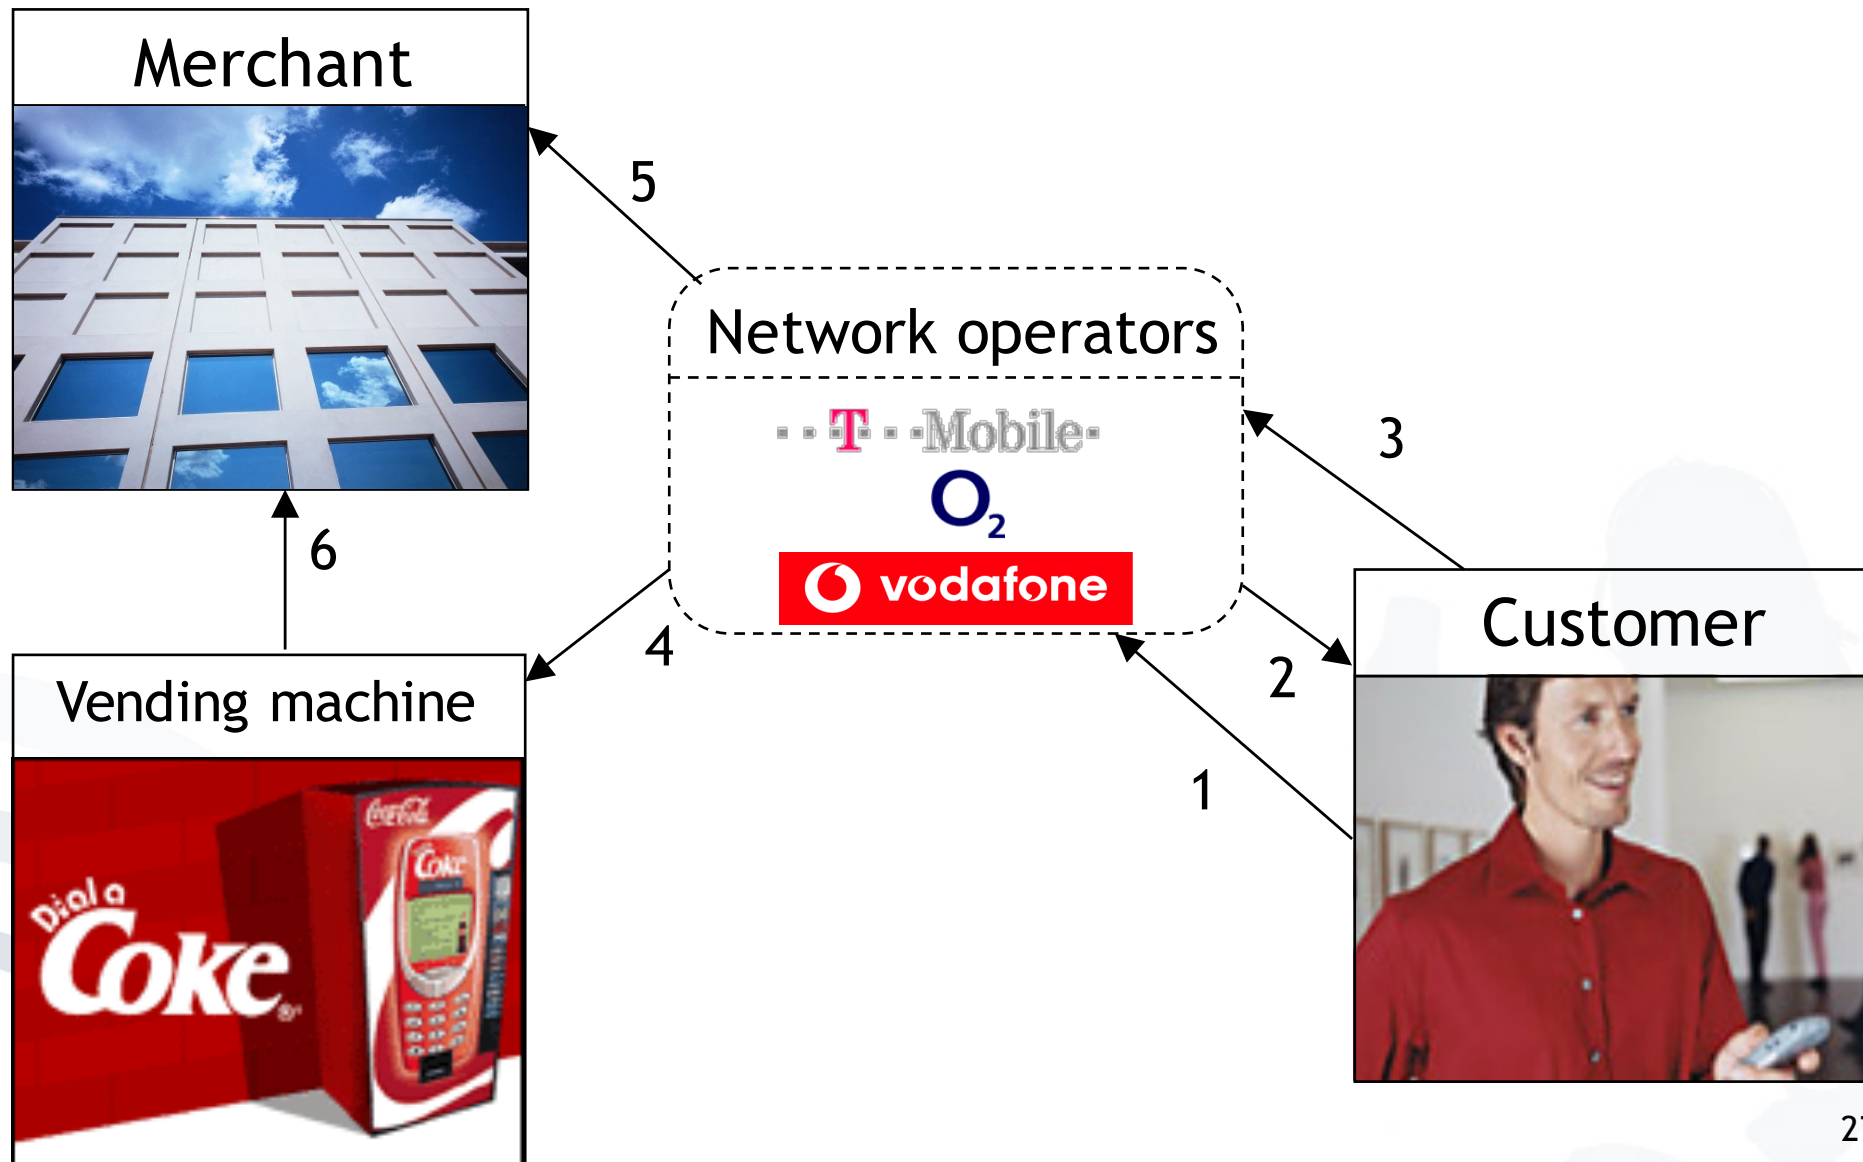 Merchant
5
Network operators
T Mobile
3
O2
6
vodafone
Customer
4
2
Vending machine
1
Coca-Cola
Coke
Dial a
Coke®